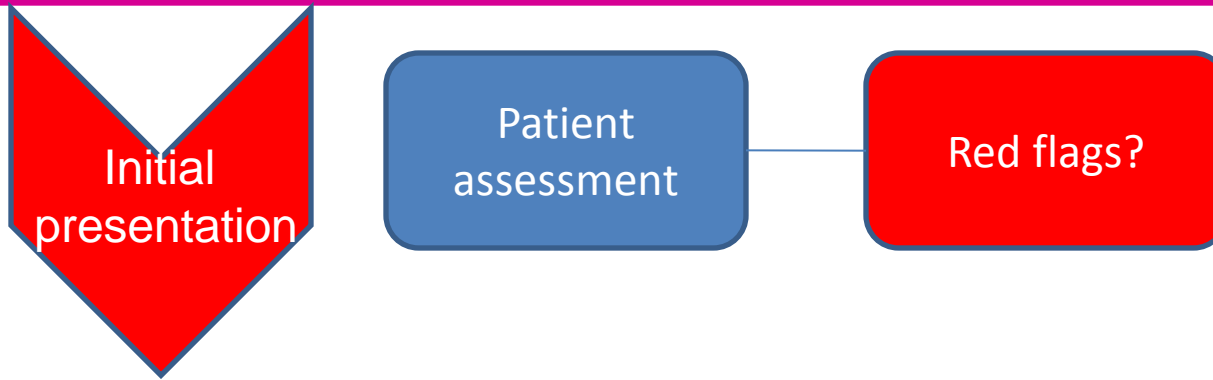 Initial
presentation
Patient
assessment
Red flags?